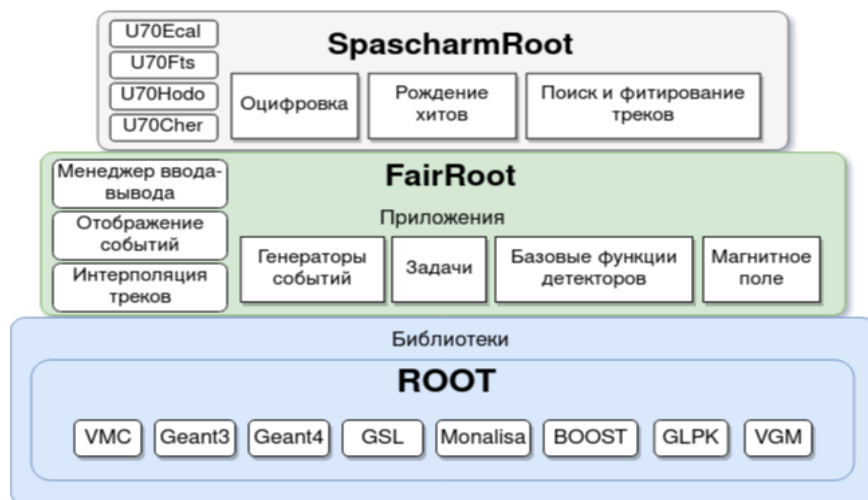 U70Ecal
U70Fts
U70Hodo
U70Cher
SpascharmRoot
Оцифровка
Рождение
хитов
Поиск и фитирование
треков
Менеджер ввода-
вывода
Отображение
событий
Интерполяция
треков
FairRoot
Приложения
Генераторы
событий
Задачи
Базовые функции
детекторов
Магнитное
поле
Библиотеки
ROOT
VMC
Geant3
Geant4
GSL
Monalisa
BOOST
GLPK
VGM